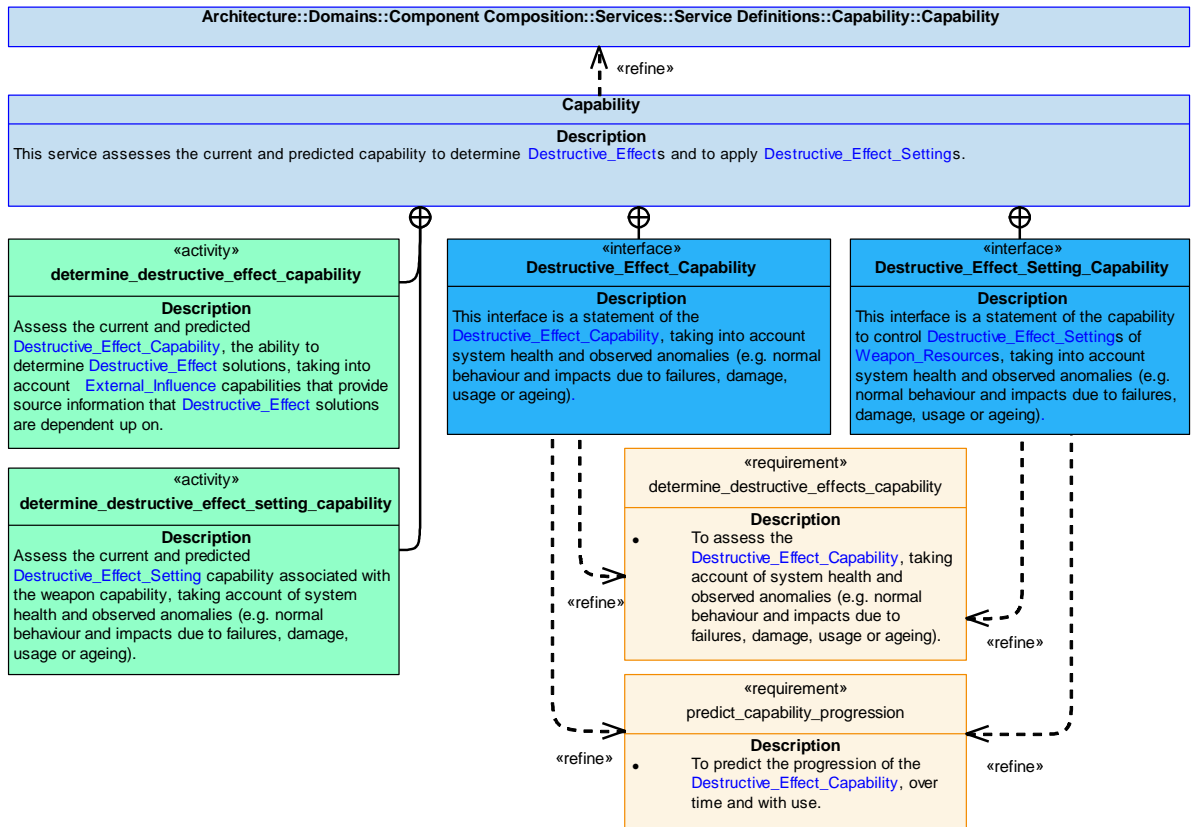 Architecture::Domains::Component Composition::Services::Service Definitions::Capability::Capability
«refine»
Capability
Description
This service assesses the current and predicted capability to determine Destructive_Effects and to apply Destructive_Effect_Settings.
«activity»
determine_destructive_effect_capability
Description
Assess the current and predicted
Destructive_Effect_Capability, the ability to
determine Destructive_Effect solutions, taking into
account External_Influence capabilities that provide
source information that Destructive_Effect solutions
are dependent up on.
«interface»
Destructive_Effect_Capability
Description
This interface is a statement of the
Destructive_Effect_Capability, taking into account
system health and observed anomalies (e.g. normal
behaviour and impacts due to failures, damage,
usage or ageing).
«interface»
Destructive_Effect_Setting_Capability
Description
This interface is a statement of the capability
to control Destructive_Effect_Settings of
Weapon_Resources, taking into account
system health and observed anomalies (e.g.
normal behaviour and impacts due to failures,
damage, usage or ageing).
«activity»
determine_destructive_effect_setting_capability
Description
Assess the current and predicted
Destructive_Effect_Setting capability associated with
the weapon capability, taking account of system
health and observed anomalies (e.g. normal
behaviour and impacts due to failures, damage,
usage or ageing).
«requirement»
determine_destructive_effects_capability
Description
• To assess the
Destructive_Effect_Capability, taking
account of system health and
observed anomalies (e.g. normal
behaviour and impacts due to
failures, damage, usage or ageing).
«refine»
«refine»
«requirement»
predict_capability_progression
Description
• To predict the progression of the
Destructive_Effect_Capability, over
time and with use.
«refine»
«refine»